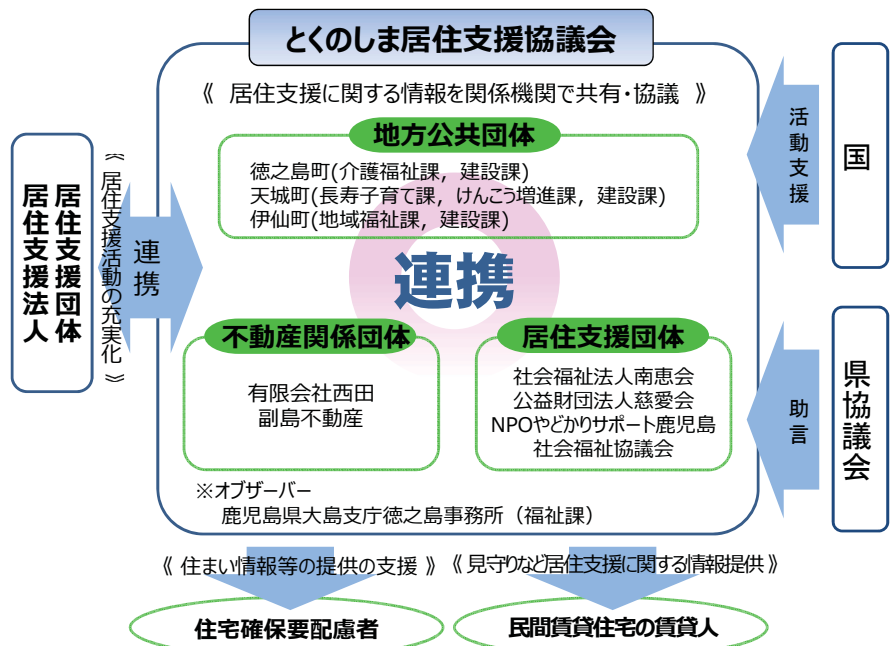 とくのしま居住支援協議会
《 居住支援に関する情報を関係機関で共有・協議 》
地方公共団体
徳之島町(介護福祉課，建設課)
天城町(長寿子育て課，けんこう増進課，建設課)
伊仙町(地域福祉課，建設課)
連携
不動産関係団体
有限会社西田
副島不動産
居住支援団体
社会福祉法人南恵会
公益財団法人慈愛会
NPOやどかりサポート鹿児島
社会福祉協議会
※オブザーバー
鹿児島県大島支庁徳之島事務所（福祉課）
居住支援団体
居住支援法人
《 居住支援活動の充実化 》
連携
国
活動支援
県協議会
助言
《 住まい情報等の提供の支援 》
《 見守りなど居住支援に関する情報提供 》
住宅確保要配慮者
民間賃貸住宅の賃貸人